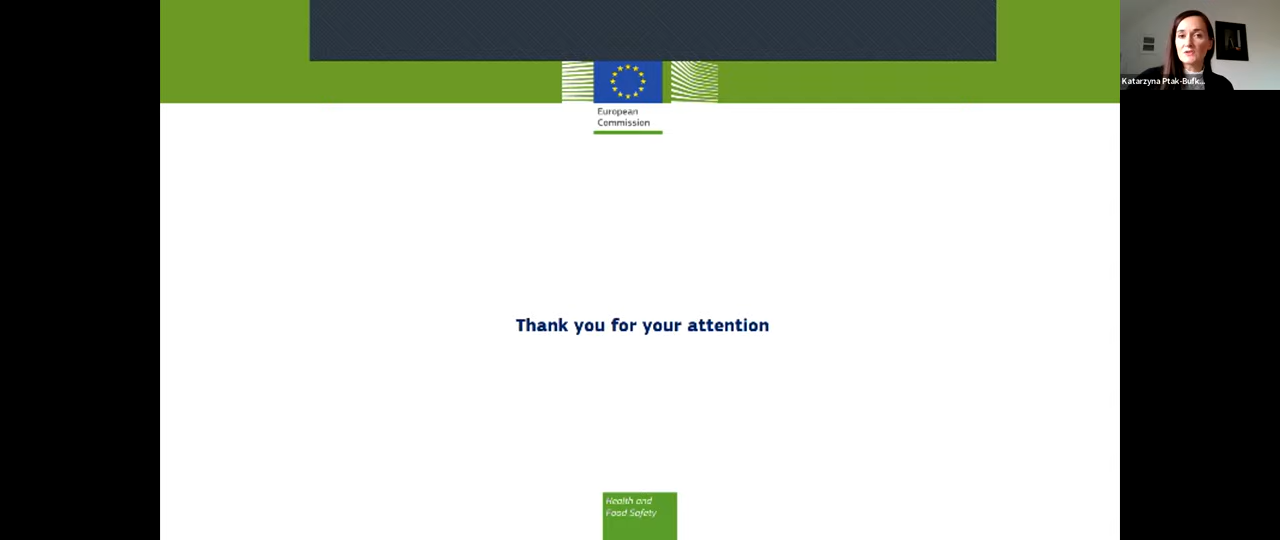 Katarzyna Ptak-Bufk...
European
Commission
Thank you for your attention
Health and
Food Safety